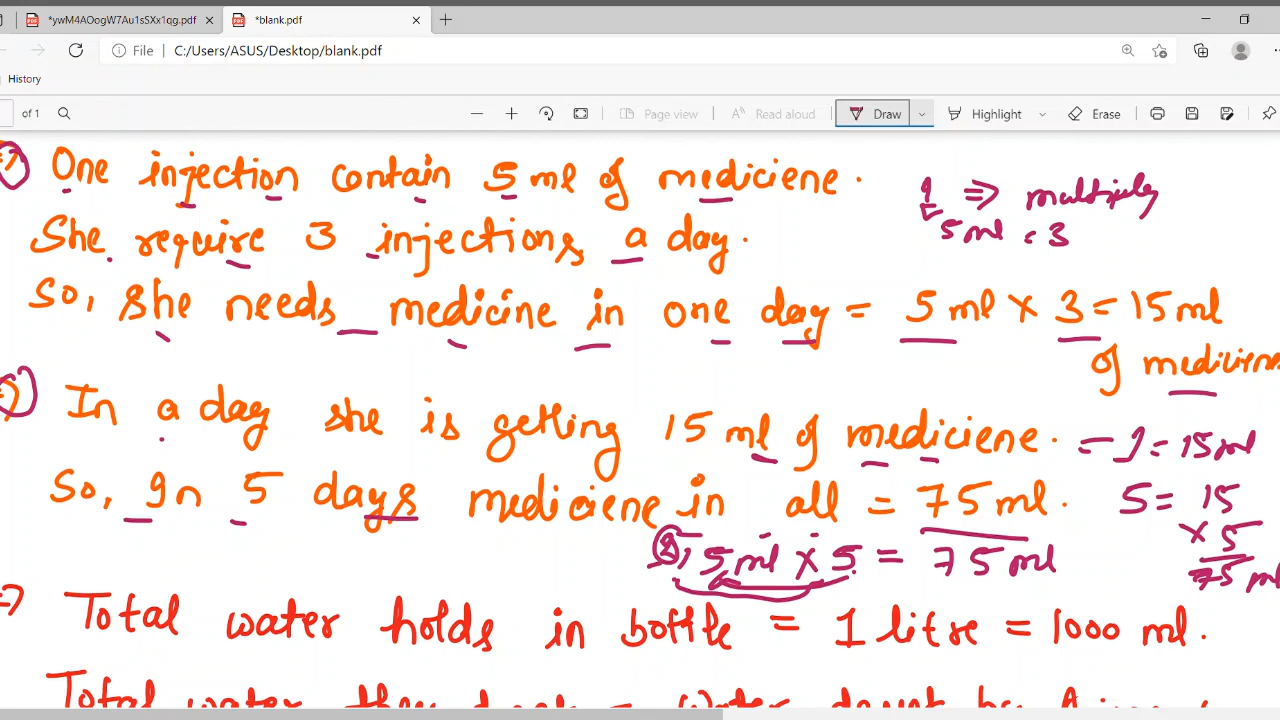 *ywM4AOogW7Au1sSXx1qg.pdf
*blank.pdf
File C:/Users/ASUS/Desktop/blank.pdf
History
of 1
Page view
Read aloud
Draw
Highlight
Erase
One injection contain 5 ml of mediciene.
1 => multiply
5 ml = 3
She require 3 injections a day.
So, she needs medicine in one day = 5 ml × 3 = 15 ml
of mediciene
In a day she is getting 15 ml of mediciene.
1 = 15 ml
So, In 5 days mediciene in all = 75 ml.
5 = 15
× 5
75 ml
5 ml × 5 = 75 ml
Total water holds in bottle = 1 litre = 1000 ml.
Total water